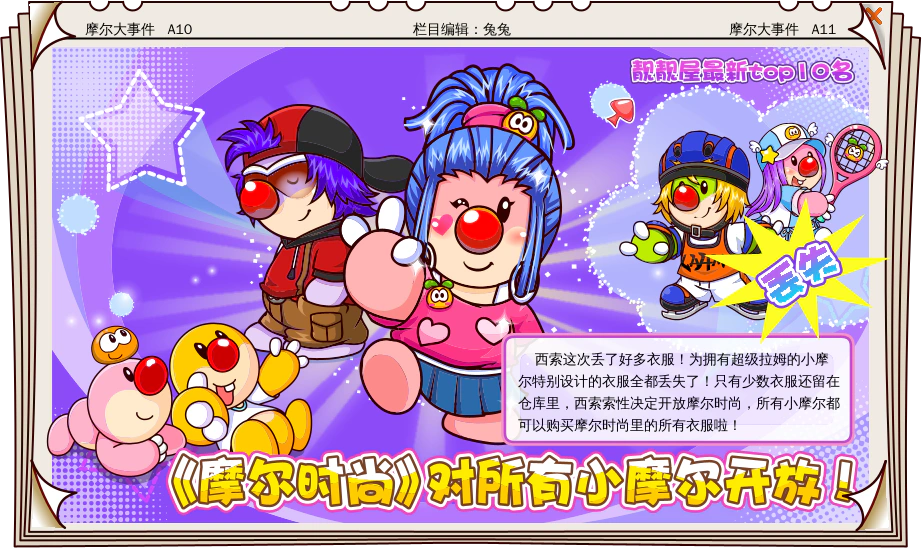 摩尔大事件 A10
栏目编辑：兔兔
摩尔大事件 A11
靓靓屋最新top10名
丢失
西索这次丢了好多衣服！为拥有超级拉姆的小摩
尔特别设计的衣服全都丢失了！只有少数衣服还留在
仓库里，西索索性决定开放摩尔时尚，所有小摩尔都
可以购买摩尔时尚里的所有衣服啦！
《摩尔时尚》对所有小摩尔开放！